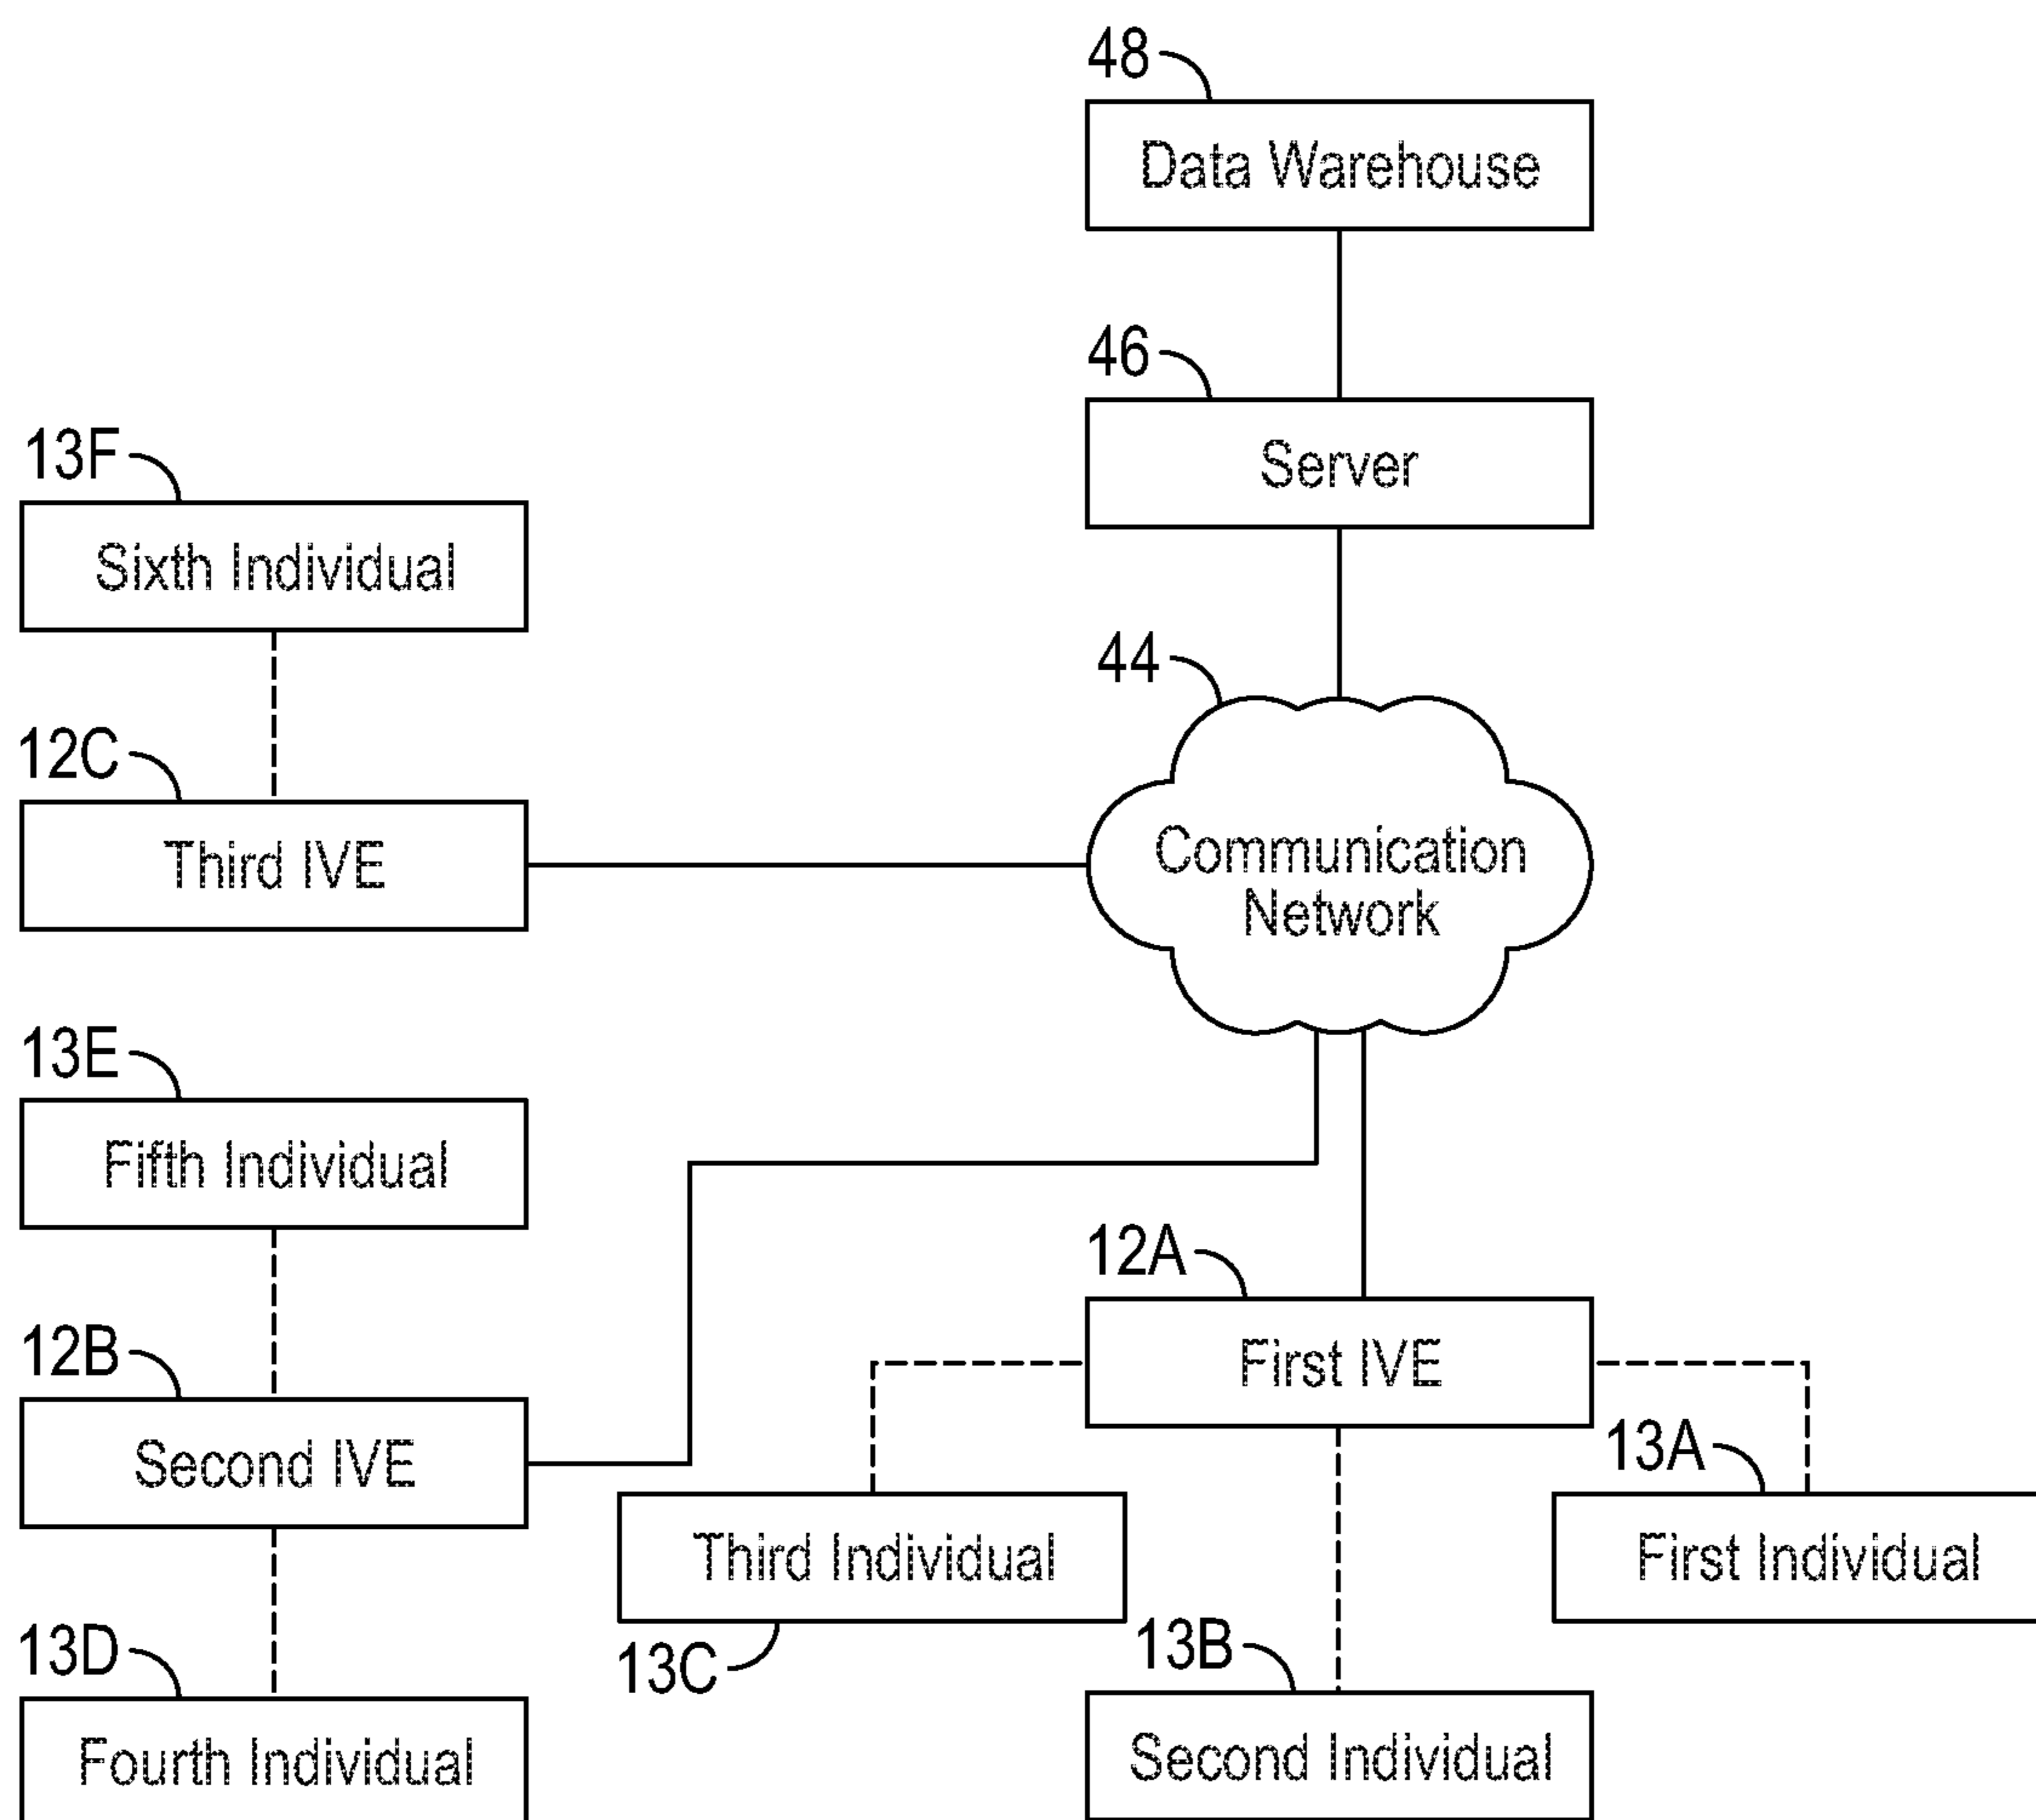 48
Data Warehouse
46
Server
13F
Sixth Individual
44
12C
Third IVE
Communication
Network
13E
Fifth Individual
12A
First IVE
12B
Second IVE
13A
Third Individual
First Individual
13C
13B
13D
Fourth Individual
Second Individual